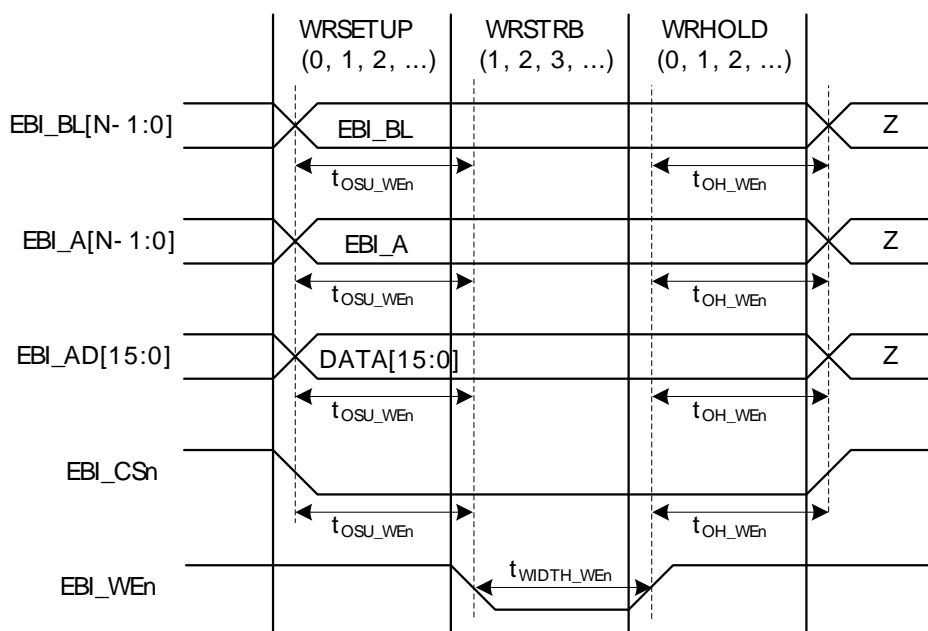 WRSETUP WRSTRB WRHOLD
(0, 1, 2, ...) (1, 2, 3, ...) (0, 1, 2, ...)
EBI_BL[N-1:0] EBI_BL Z
tOSU_WEn tOH_WEn
EBI_A[N-1:0] EBI_A Z
tOSU_WEn tOH_WEn
EBI_AD[15:0] DATA[15:0] Z
tOSU_WEn tOH_WEn
EBI_CSn
tOSU_WEn tOH_WEn
EBI_WEn tWIDTH_WEn